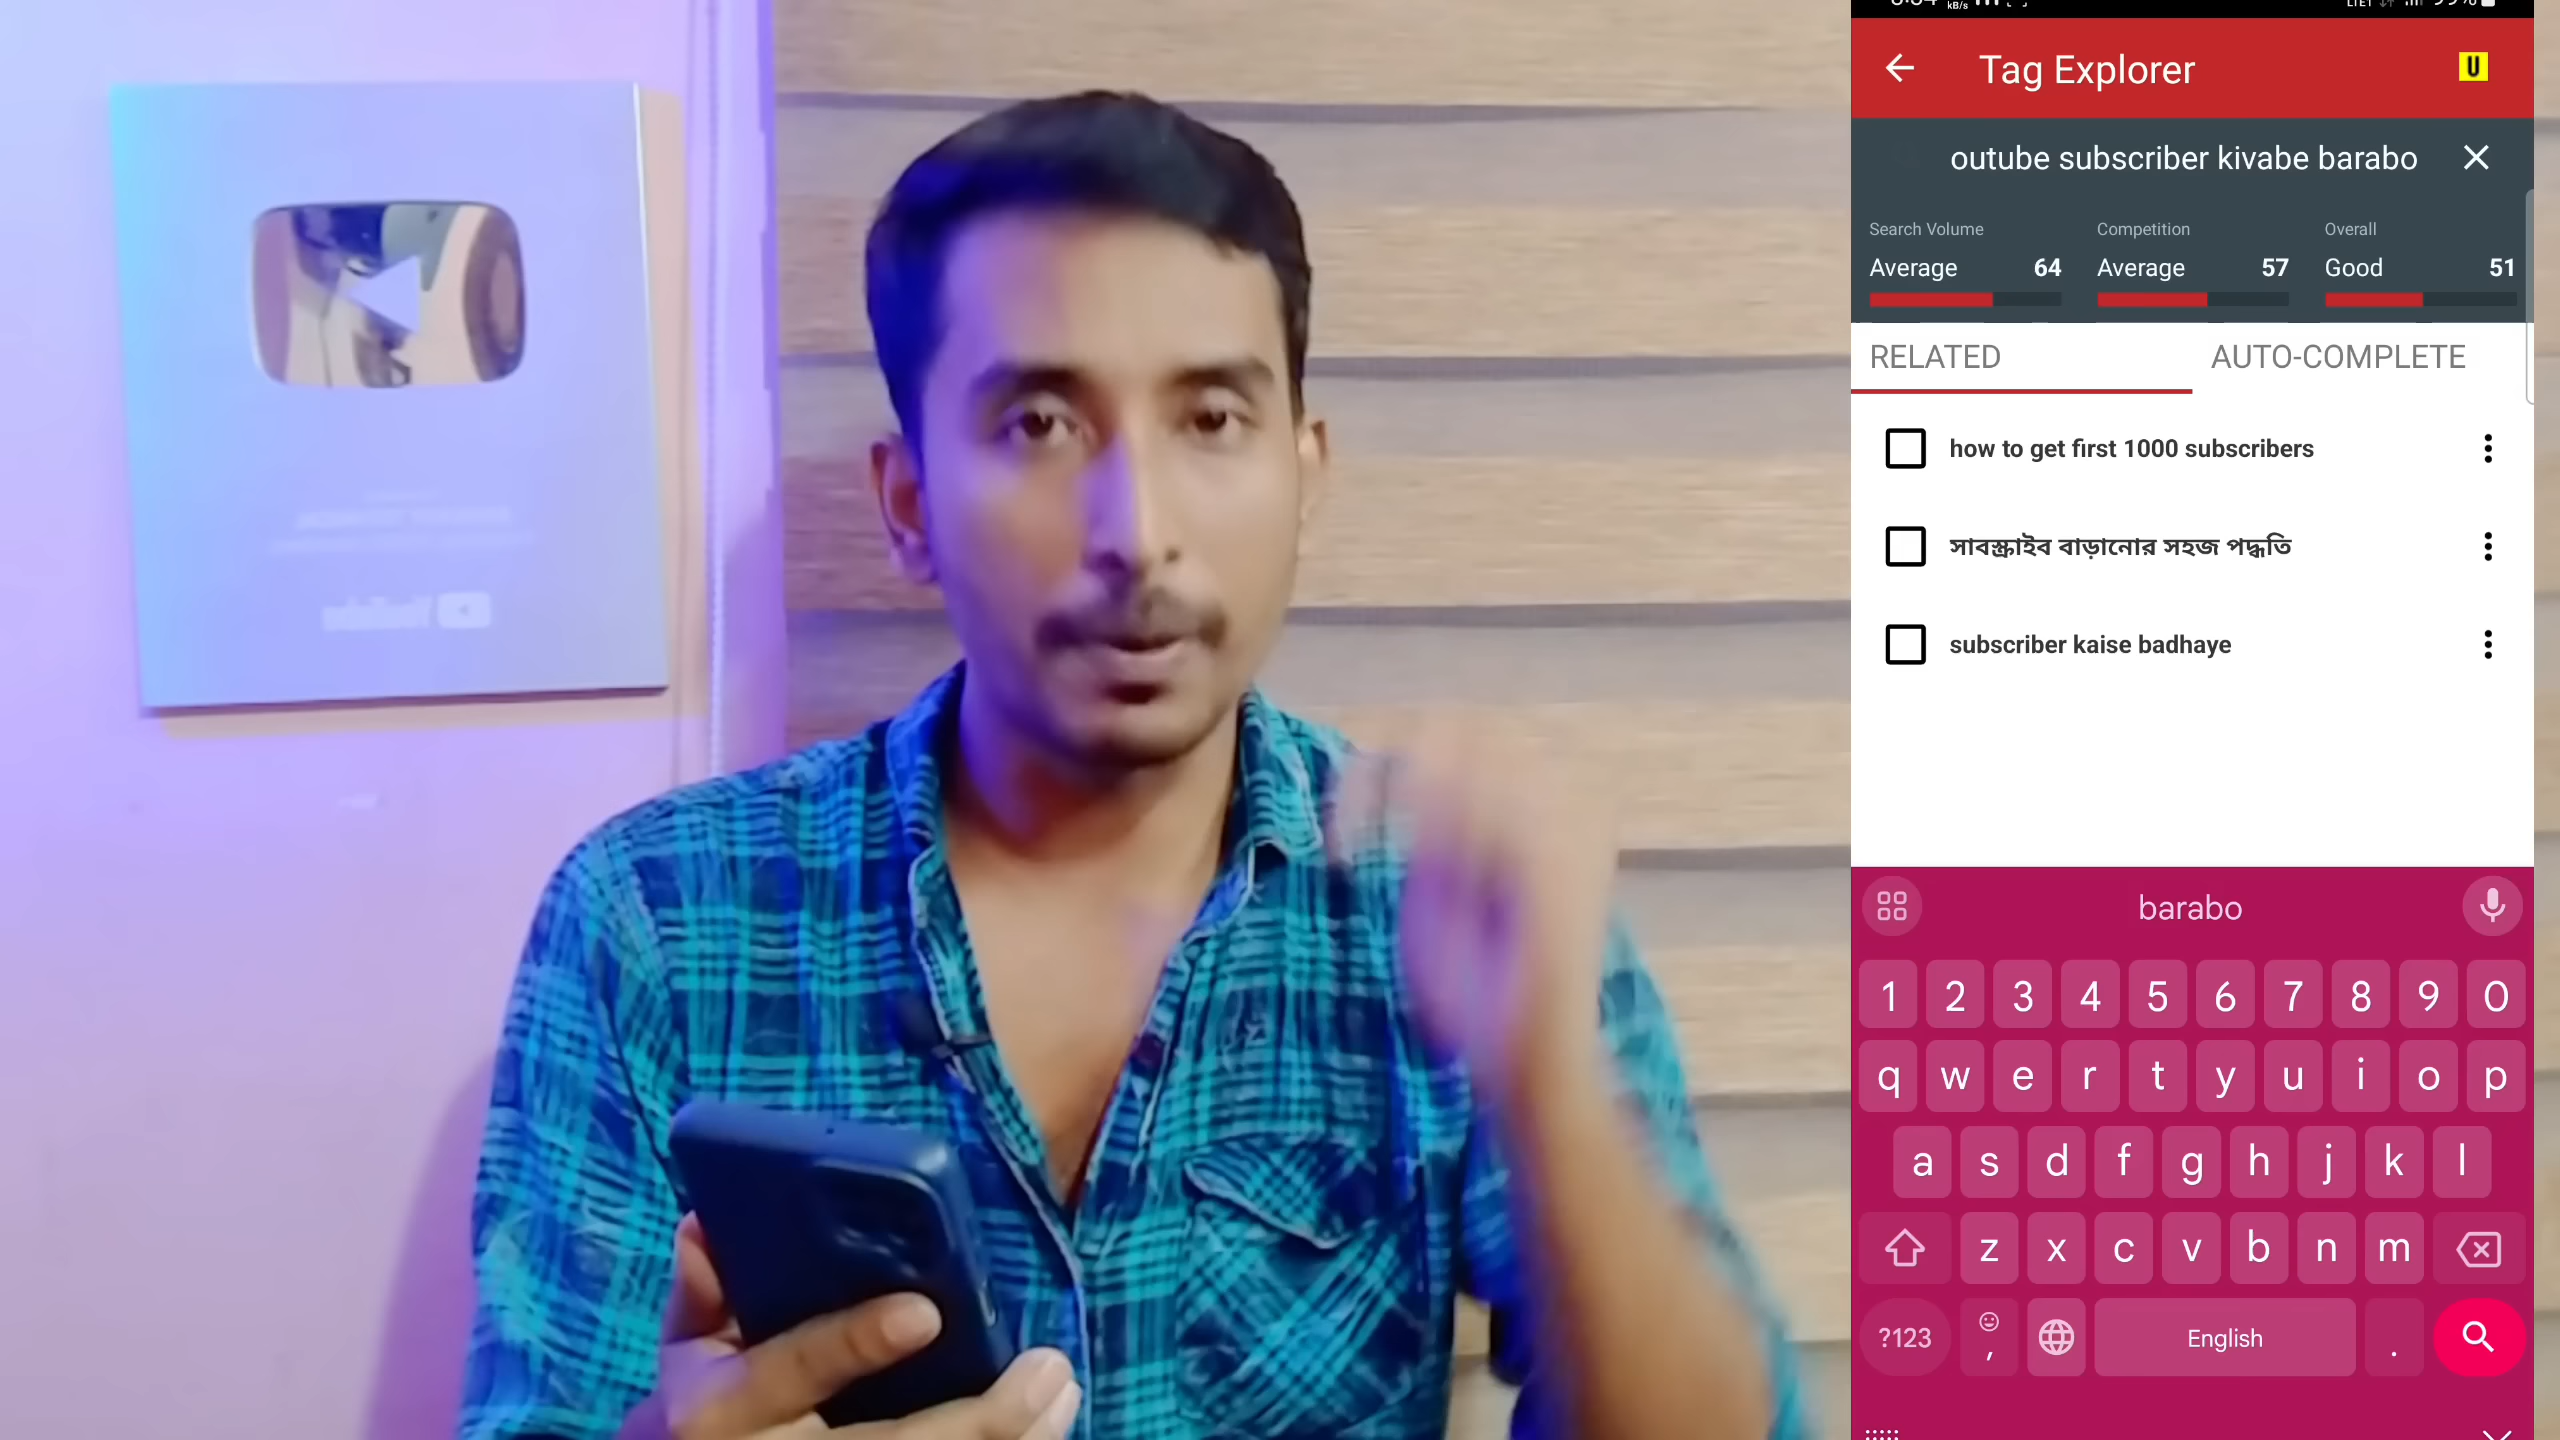 Tag Explorer
U
outube subscriber kivabe barabo
Search Volume Competition Overall
Average 64 Average 57 Good 51
RELATED AUTO-COMPLETE
how to get first 1000 subscribers
সাবস্ক্রাইব বাড়ানোর সহজ পদ্ধতি
subscriber kaise badhaye
barabo
1 2 3 4 5 6 7 8 9 0
q w e r t y u i o p
a s d f g h j k l
z x c v b n m
?123 , English .